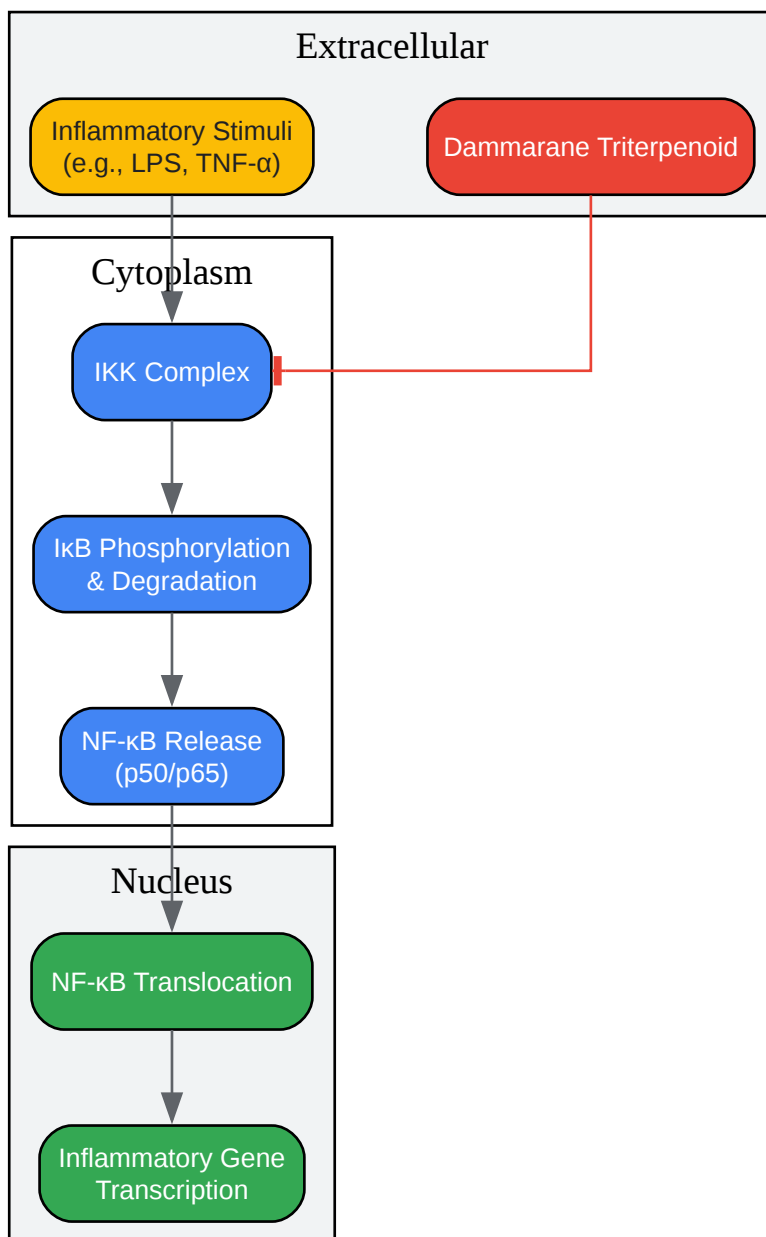 Extracellular
Inflammatory Stimuli
(e.g., LPS, TNF-α)
Dammarane Triterpenoid
Cytoplasm
IKK Complex
IκB Phosphorylation
& Degradation
NF-κB Release
(p50/p65)
Nucleus
NF-κB Translocation
Inflammatory Gene
Transcription